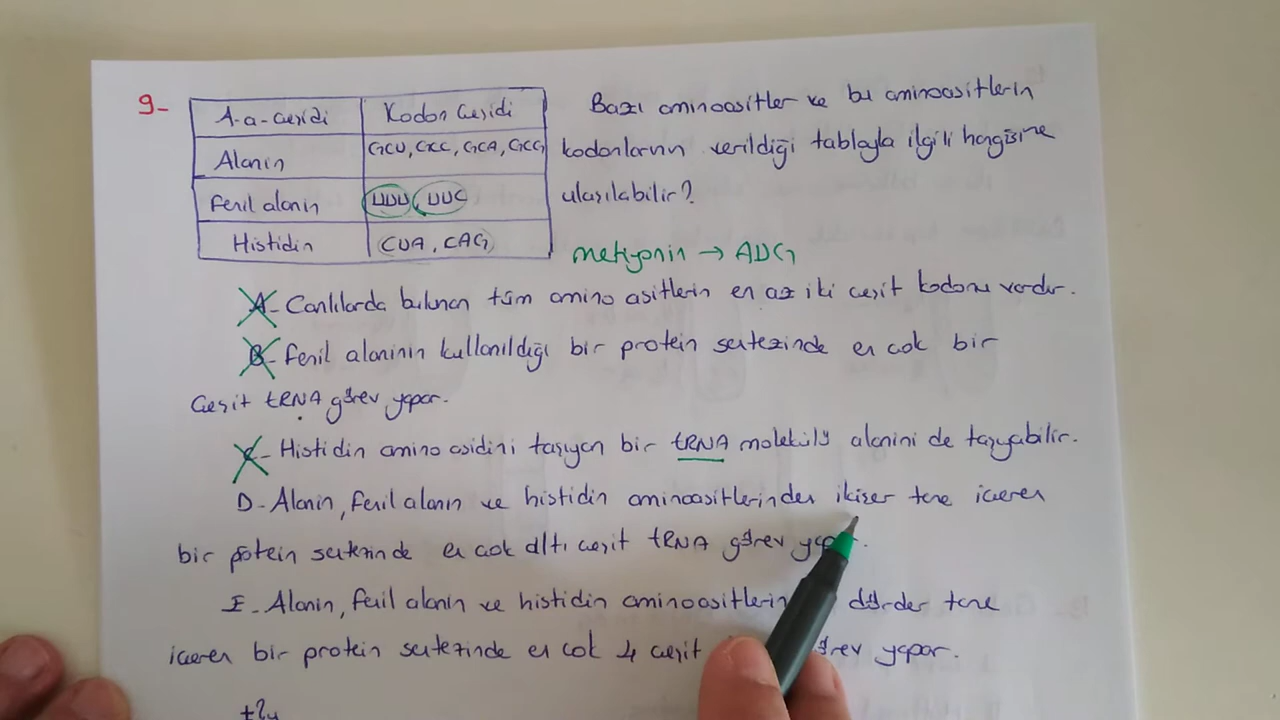 9-
A.a-çeşidi Kodon Çeşidi
Alanin GCU, GCC, GCA, GCG
Fenil alanin UUU, UUC
Histidin CUA, CAG
Bazı aminoasitler ve bu aminoasitlerin
kodonlarının verildiği tabloyla ilgili hangisine
ulaşılabilir?
metiyonin → AUG
A- Canlılarda bulunan tüm amino asitlerin en az iki çeşit kodonu vardır.
B- Fenil alaninin kullanıldığı bir protein sentezinde en çok bir
çeşit tRNA görev yapar.
C- Histidin amino asidini taşıyan bir tRNA molekülü alanini de taşıyabilir.
D- Alanin, fenil alanin ve histidin aminoasitlerinden ikişer tane içeren
bir protein sentezinde en çok altı çeşit tRNA görev
E- Alanin, fenil alanin ve histidin dörder tane
içeren bir protein sentezinde en çok 4 çeşit görev yapar.